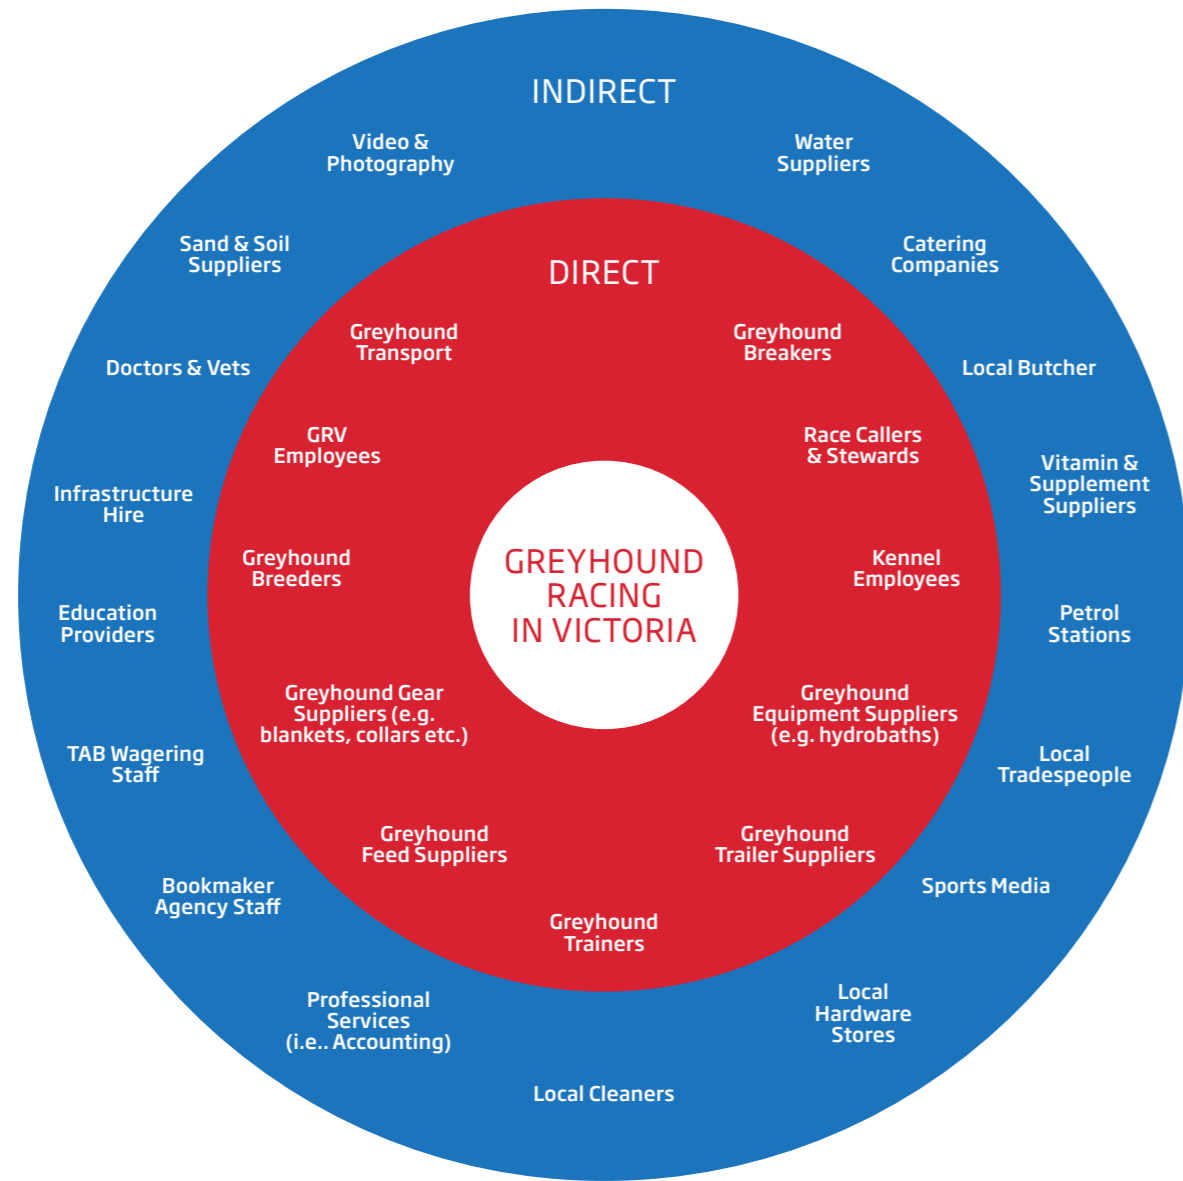 INDIRECT
Video &
Photography
Water
Suppliers
Sand & Soil
Suppliers
Catering
Companies
Doctors & Vets
Local Butcher
Infrastructure
Hire
Vitamin &
Supplement
Suppliers
Education
Providers
Petrol
Stations
TAB Wagering
Staff
Local
Tradespeople
Bookmaker
Agency Staff
Sports Media
Professional
Services
(i.e.. Accounting)
Local
Hardware
Stores
Local Cleaners
DIRECT
Greyhound
Transport
Greyhound
Breakers
GRV
Employees
Race Callers
& Stewards
Greyhound
Breeders
Kennel
Employees
Greyhound Gear
Suppliers (e.g.
blankets, collars etc.)
Greyhound
Equipment Suppliers
(e.g. hydrobaths)
Greyhound
Feed Suppliers
Greyhound
Trailer Suppliers
Greyhound
Trainers
GREYHOUND
RACING
IN VICTORIA